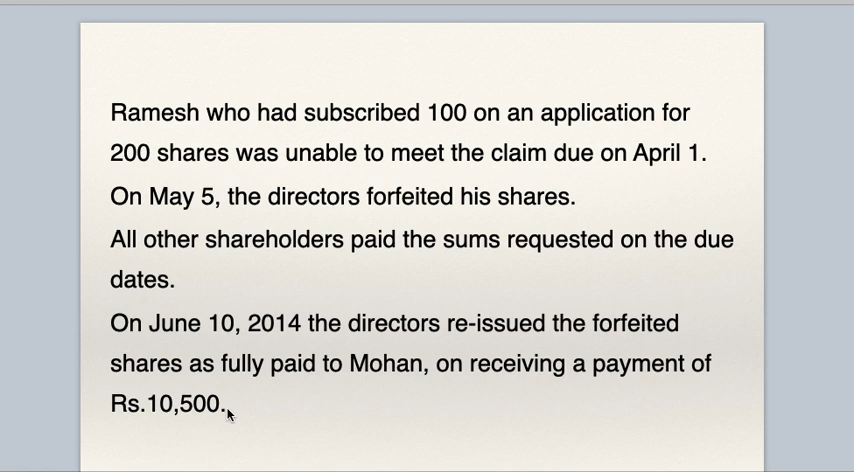 Ramesh who had subscribed 100 on an application for
200 shares was unable to meet the claim due on April 1.
On May 5, the directors forfeited his shares.
All other shareholders paid the sums requested on the due
dates.
On June 10, 2014 the directors re-issued the forfeited
shares as fully paid to Mohan, on receiving a payment of
Rs.10,500.